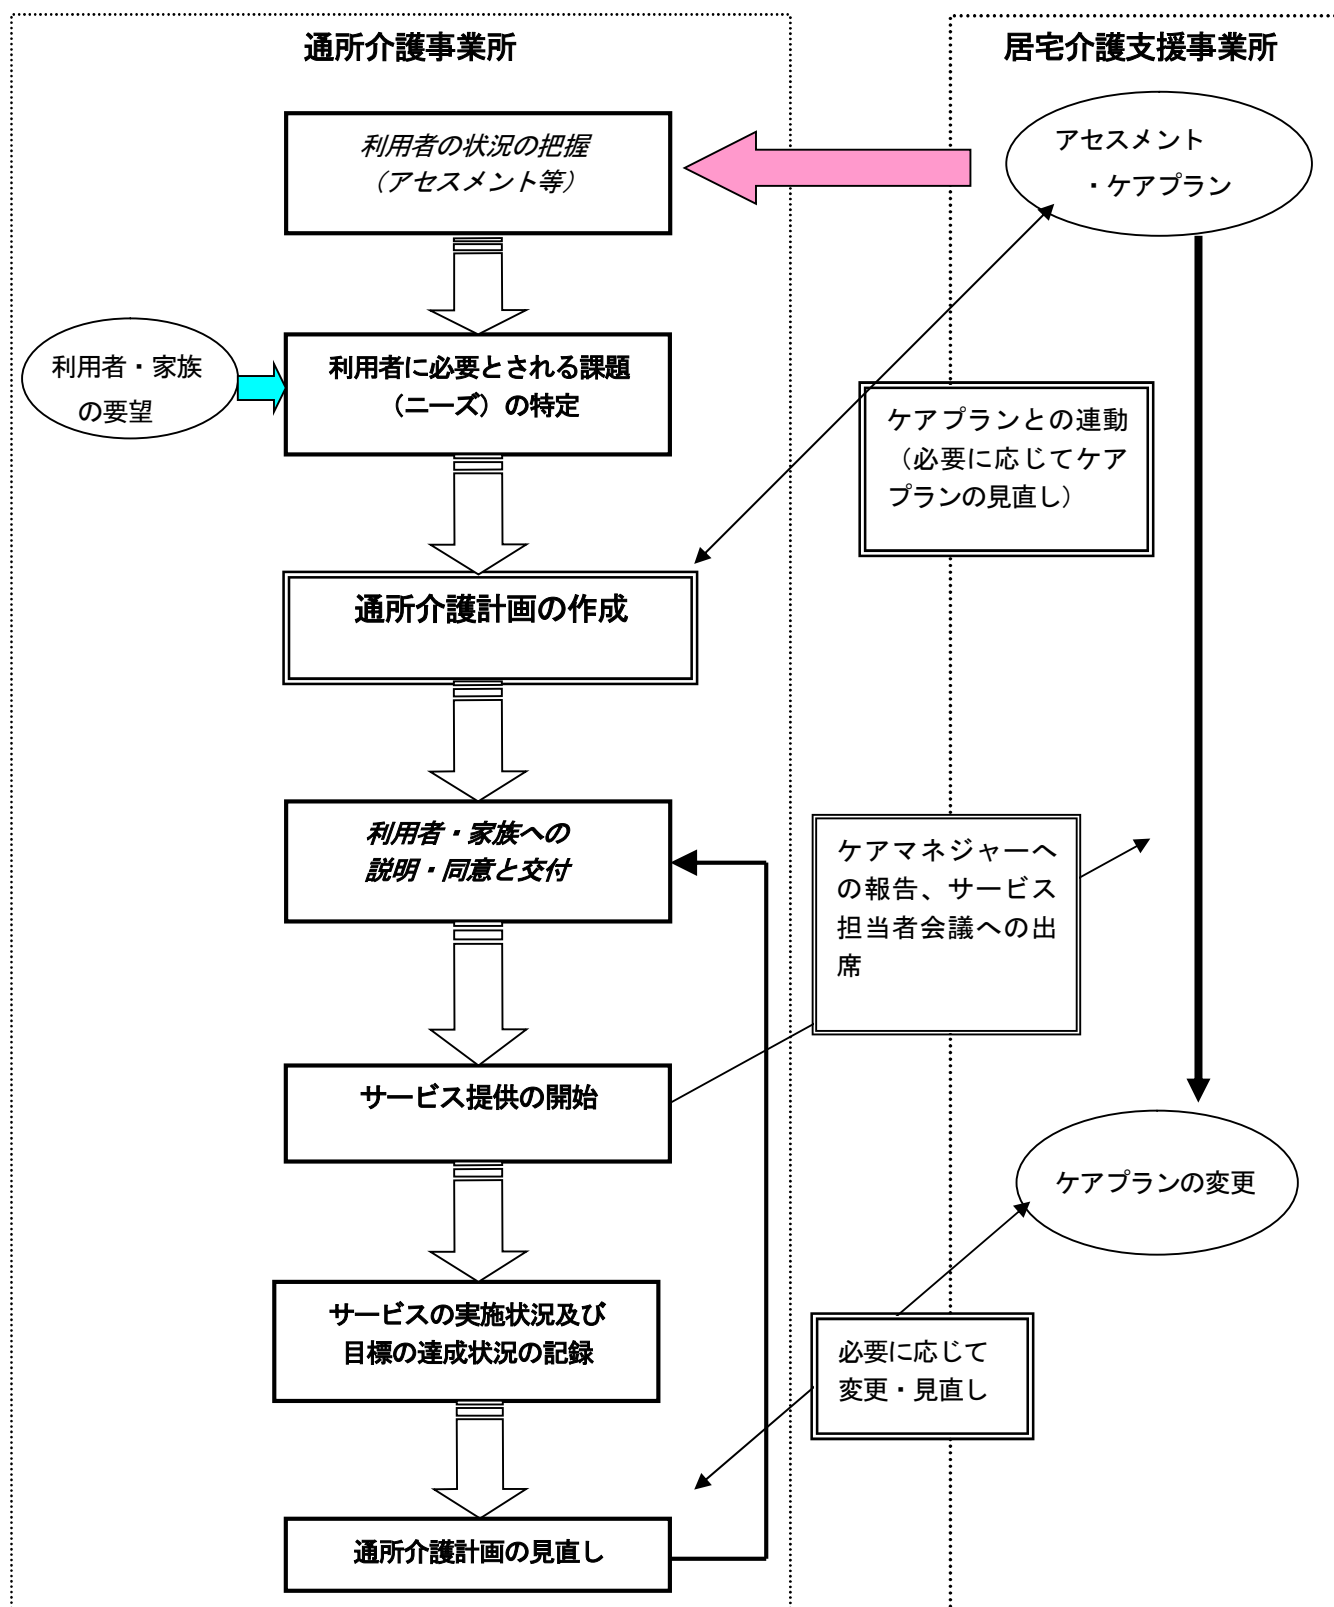 通所介護事業所
居宅介護支援事業所
利用者の状況の把握
（アセスメント等）
アセスメント
・ケアプラン
利用者・家族
の要望
利用者に必要とされる課題
（ニーズ）の特定
ケアプランとの連動
（必要に応じてケア
プランの見直し）
通所介護計画の作成
利用者・家族への
説明・同意と交付
ケアマネジャーへ
の報告、サービス
担当者会議への出
席
サービス提供の開始
ケアプランの変更
サービスの実施状況及び
目標の達成状況の記録
必要に応じて
変更・見直し
通所介護計画の見直し